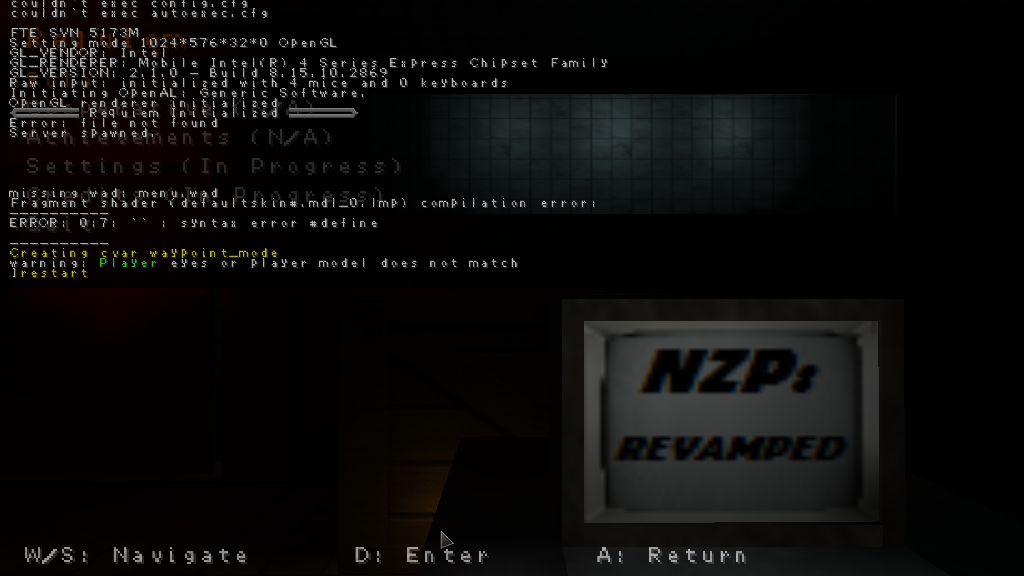 couldn't exec config.cfg
couldn't exec autoexec.cfg
FTE SVN 5173M
Setting mode 1024*576*32*0 OpenGL
GL_VENDOR: Intel
GL_RENDERER: Mobile Intel(R) 4 Series Express Chipset Family
GL_VERSION: 2.1.0 - Build 8.15.10.2869
Raw input: initialized with 4 mice and 0 keyboards
Initiating OpenAL: Generic Software.
OpenGL renderer initialized
Requiem Initialized
Error: file not found
Server spawned.
Achievements (N/A)
Settings (In Progress)
missing wad: menu.wad
Credits (In Progress)
Fragment shader (defaultskin#.mdl_0.lmp) compilation error:
----------
ERROR: 0:7: '`' : syntax error #define
----------
Creating cvar waypoint_mode
warning: Player eyes or player model does not match
]restart
NZP:
REVAMPED
W/S: Navigate
D: Enter
A: Return